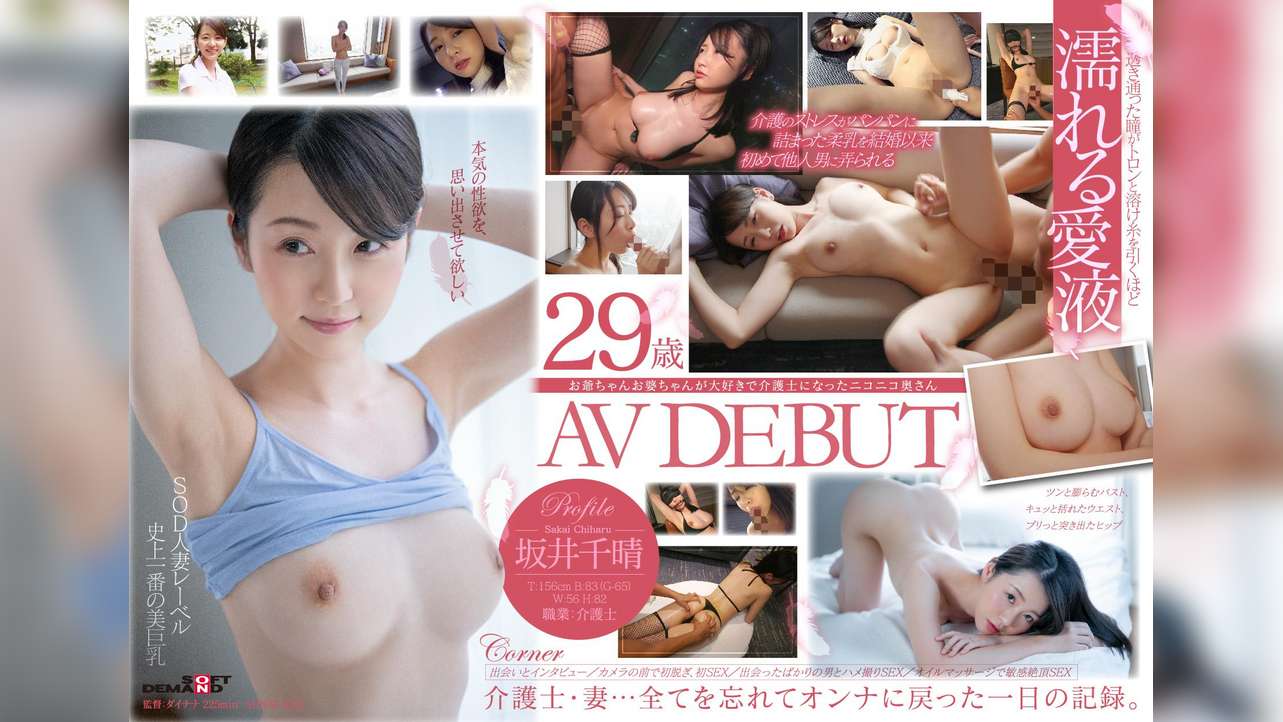 本気の性欲を、
思い出させて欲しい
SOD人妻レーベル
史上一番の美巨乳
SOFT
ON
DEMAND
監督:ダイナナ 225min
介護のストレスがパンパンに
詰まった柔乳を結婚以来
初めて他人男に弄られる
透き通った瞳がトロンと溶け糸を引くほど
濡れる愛液
29歳
お爺ちゃんお婆ちゃんが大好きで介護士になったニコニコ奥さん
AV DEBUT
Profile
Sakai Chiharu
坂井千晴
T:156cm B:83(G-65)
W:56 H:82
職業:介護士
ツンと膨らむバスト、
キュッと括れたウエスト、
プリっと突き出たヒップ
Corner
出会いとインタビュー/カメラの前で初脱ぎ、初SEX/出会ったばかりの男とハメ撮りSEX/オイルマッサージで敏感絶頂SEX
介護士・妻…全てを忘れてオンナに戻った一日の記録。